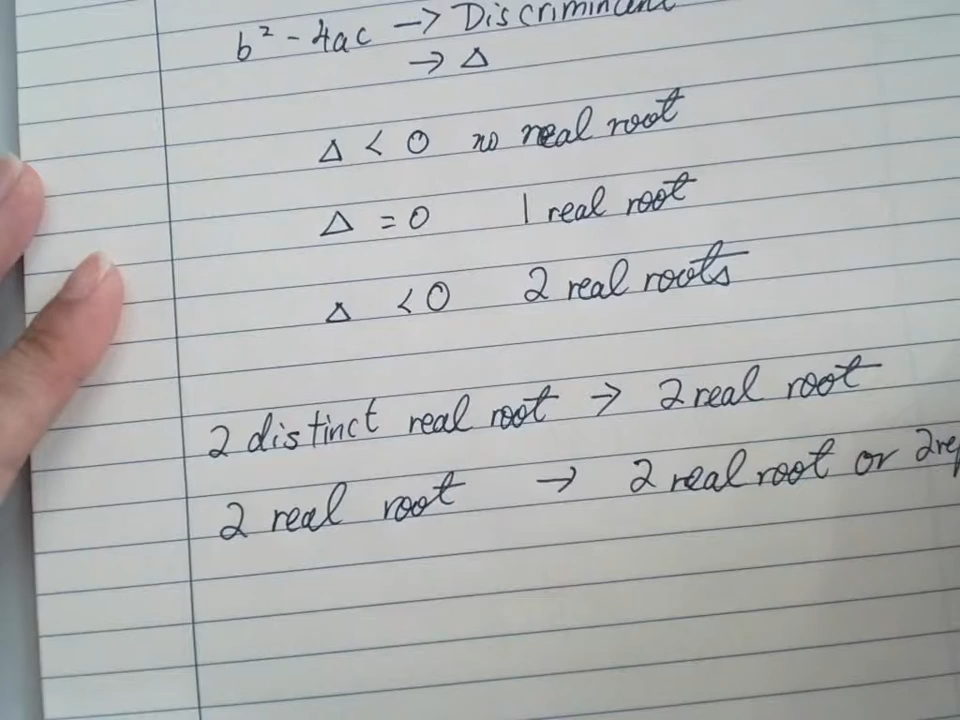 b² - 4ac → Discriminant
→ Δ
Δ < 0 no real root
Δ = 0 1 real root
Δ < 0 2 real roots
2 distinct real root → 2 real root
2 real root → 2 real root or 2